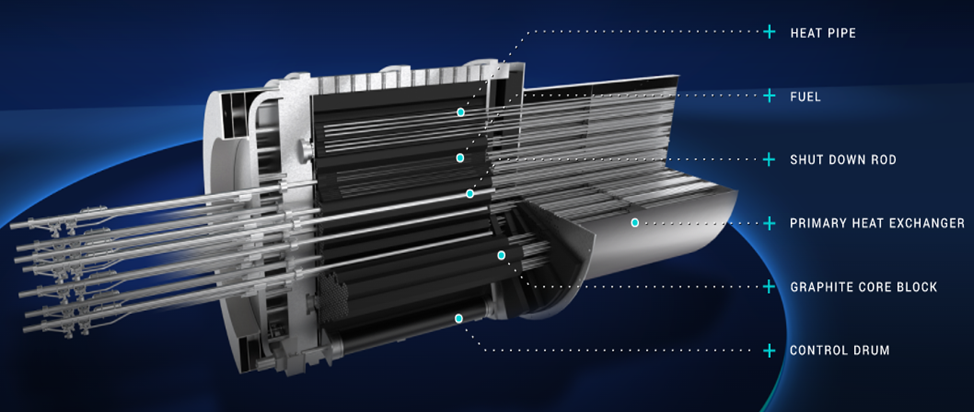 HEAT PIPE
FUEL
SHUT DOWN ROD
PRIMARY HEAT EXCHANGER
GRAPHITE CORE BLOCK
CONTROL DRUM